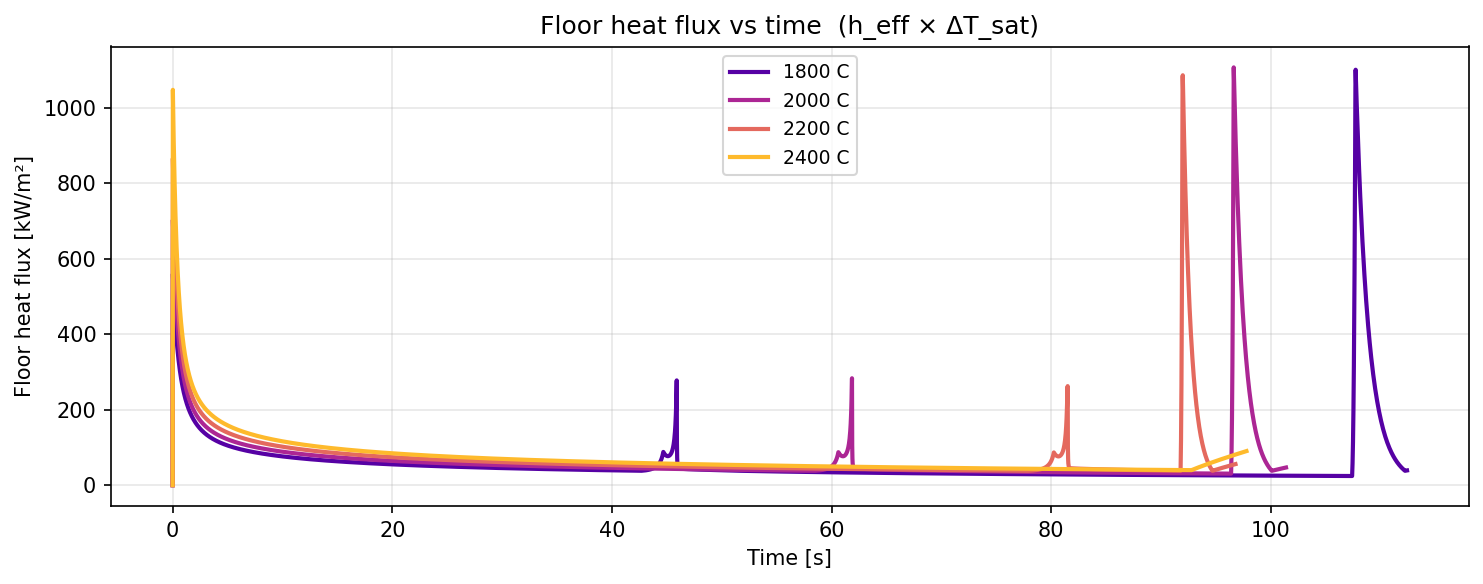 Floor heat flux vs time  (h_eff × ΔT_sat)
1800 C
2000 C
2200 C
2400 C
Floor heat flux [kW/m²]
1000
800
600
400
200
0
0
20
40
60
80
100
Time [s]